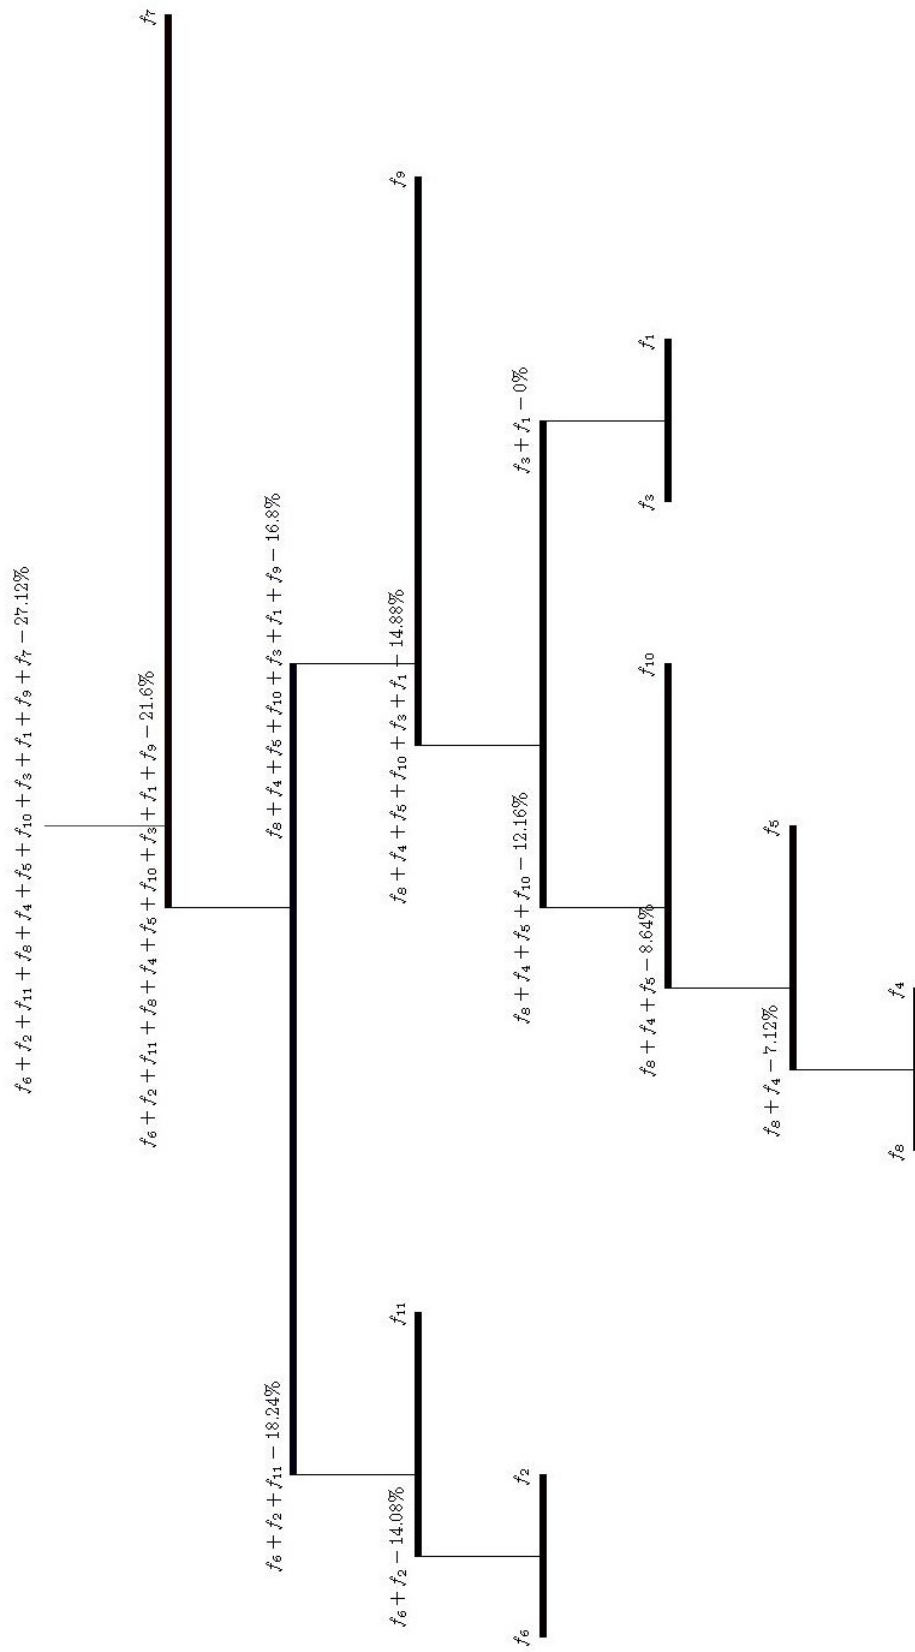 f₆ + f₂ + f₁₁ + f₈ + f₄ + f₅ + f₁₀ + f₃ + f₁ + f₉ + f₇ − 27.12%
f₆ + f₂ + f₁₁ + f₈ + f₄ + f₅ + f₁₀ + f₃ + f₁ + f₉ − 21.6%
f₇
f₆ + f₂ + f₁₁ − 18.24%
f₈ + f₄ + f₅ + f₁₀ + f₃ + f₁ + f₉ − 16.8%
f₆ + f₂ − 14.08%
f₁₁
f₈ + f₄ + f₅ + f₁₀ + f₃ + f₁ − 14.88%
f₉
f₆
f₂
f₈ + f₄ + f₅ + f₁₀ − 12.16%
f₃ + f₁ − 0%
f₈ + f₄ + f₅ − 8.64%
f₁₀
f₃
f₁
f₈ + f₄ − 7.12%
f₅
f₈
f₄